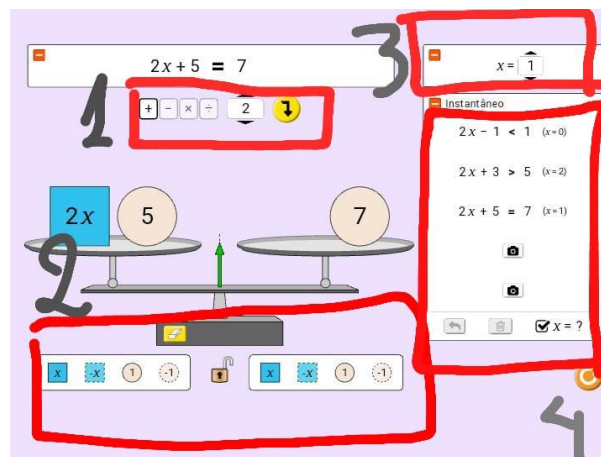 2x + 5 = 7
3
x = 1
1
+ − × ÷ 2
Instantâneo
2x − 1 < 1 (x=0)
2x + 3 > 5 (x=2)
2x + 5 = 7 (x=1)
2x 5 7
2
x = ?
x -x 1 -1 x -x 1 -1
4